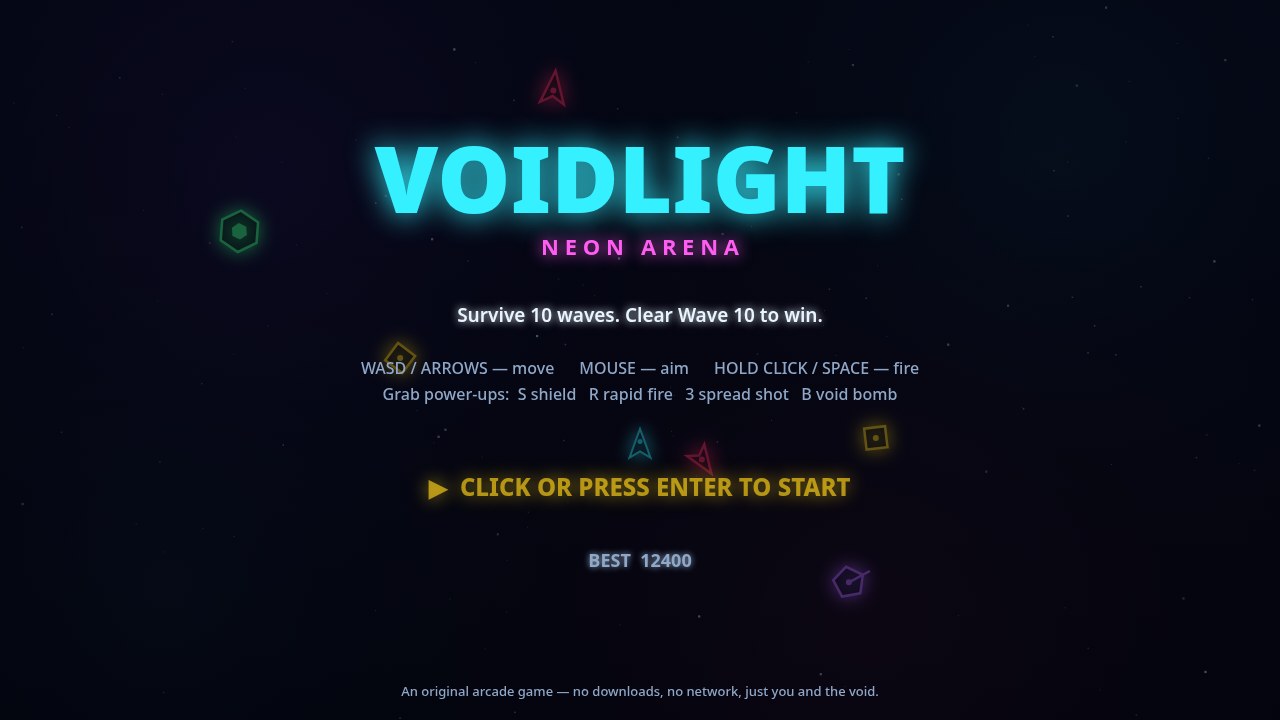 VOIDLIGHT
NEON ARENA
Survive 10 waves. Clear Wave 10 to win.
WASD / ARROWS — move MOUSE — aim HOLD CLICK / SPACE — fire
Grab power-ups: S shield R rapid fire 3 spread shot B void bomb
▶ CLICK OR PRESS ENTER TO START
BEST 12400
An original arcade game — no downloads, no network, just you and the void.